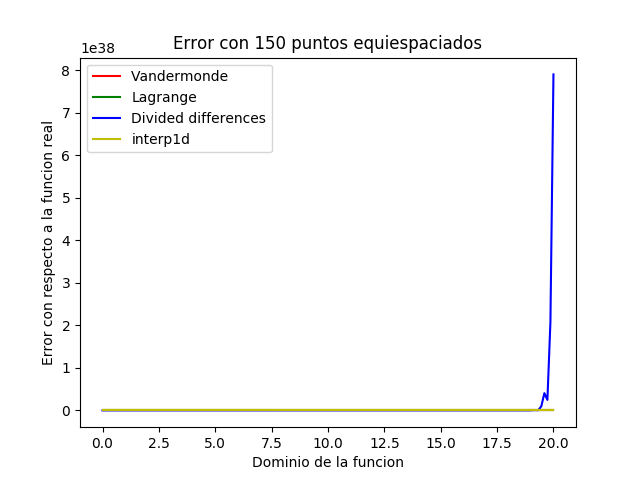 Error con 150 puntos equiespaciados
1e38
8
7
6
5
4
3
2
1
0
Error con respecto a la funcion real
Vandermonde
Lagrange
Divided differences
interp1d
0.0 2.5 5.0 7.5 10.0 12.5 15.0 17.5 20.0
Dominio de la funcion